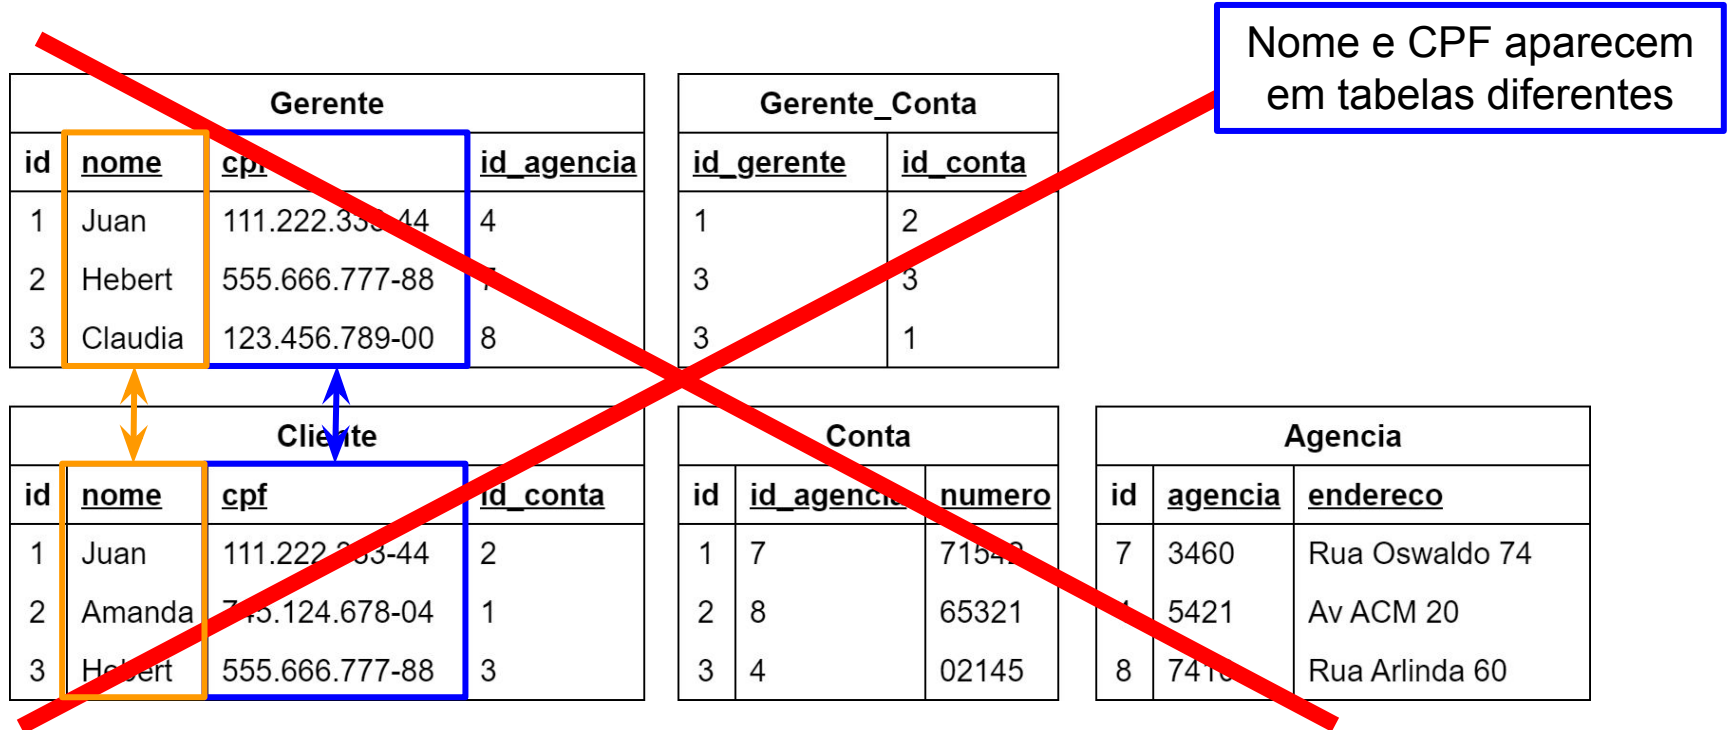 Nome e CPF aparecem
em tabelas diferentes
Gerente
id nome id_agencia
1 Juan 4
2 Hebert 555.666.777-88
3 Claudia 123.456.789-00 8
Gerente_Conta
id_gerente id_conta
1 2
3 3
3 1
Cliente
id nome cpf id_conta
1 Juan 2
2 Amanda 1
3 Hebert 555.666.777-88 3
Conta
id id_agencia numero
1 7
2 8 65321
3 4 02145
Agencia
id agencia endereco
7 3460 Rua Oswaldo 74
5421 Av ACM 20
8 Rua Arlinda 60